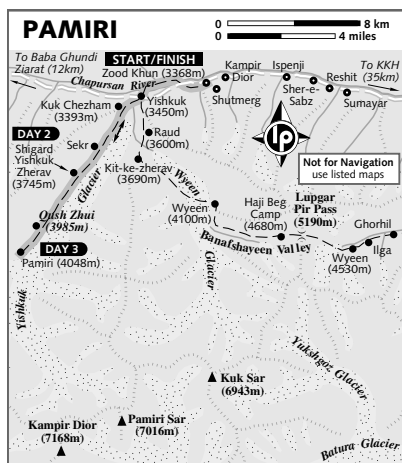 PAMIRI
0 8 km
0 4 miles
To Baba Ghundi
Ziarat (12km)
START/FINISH
Zood Khun (3368m)
Kampir
Dior
Ispenji
Reshit
To KKH
(35km)
Chapursan River
Shutmerg
Sher-e-
Sabz
Sumayar
Kuk Chezham
(3393m)
Yishkuk
(3450m)
Raud
(3600m)
lp
Not for Navigation
use listed maps
DAY 2
Shigard
Yishkuk
Zherav
(3745m)
Sekr
Glacier
Kit-ke-zherav
(3690m)
Wyeen
Wyeen
(4100m)
Haji Beg
Camp
(4680m)
Lupgar
Pir Pass
(5190m)
Ghorhil
Ilga
Wyeen
(4530m)
Banafshayeen Valley
Qush Zhui
(3985m)
DAY 3
Pamiri (4048m)
Yishkuk
Glacier
Yukshgoz Glacier
Kuk Sar
(6943m)
Kampir Dior
(7168m)
Pamiri Sar
(7016m)
Batura Glacier